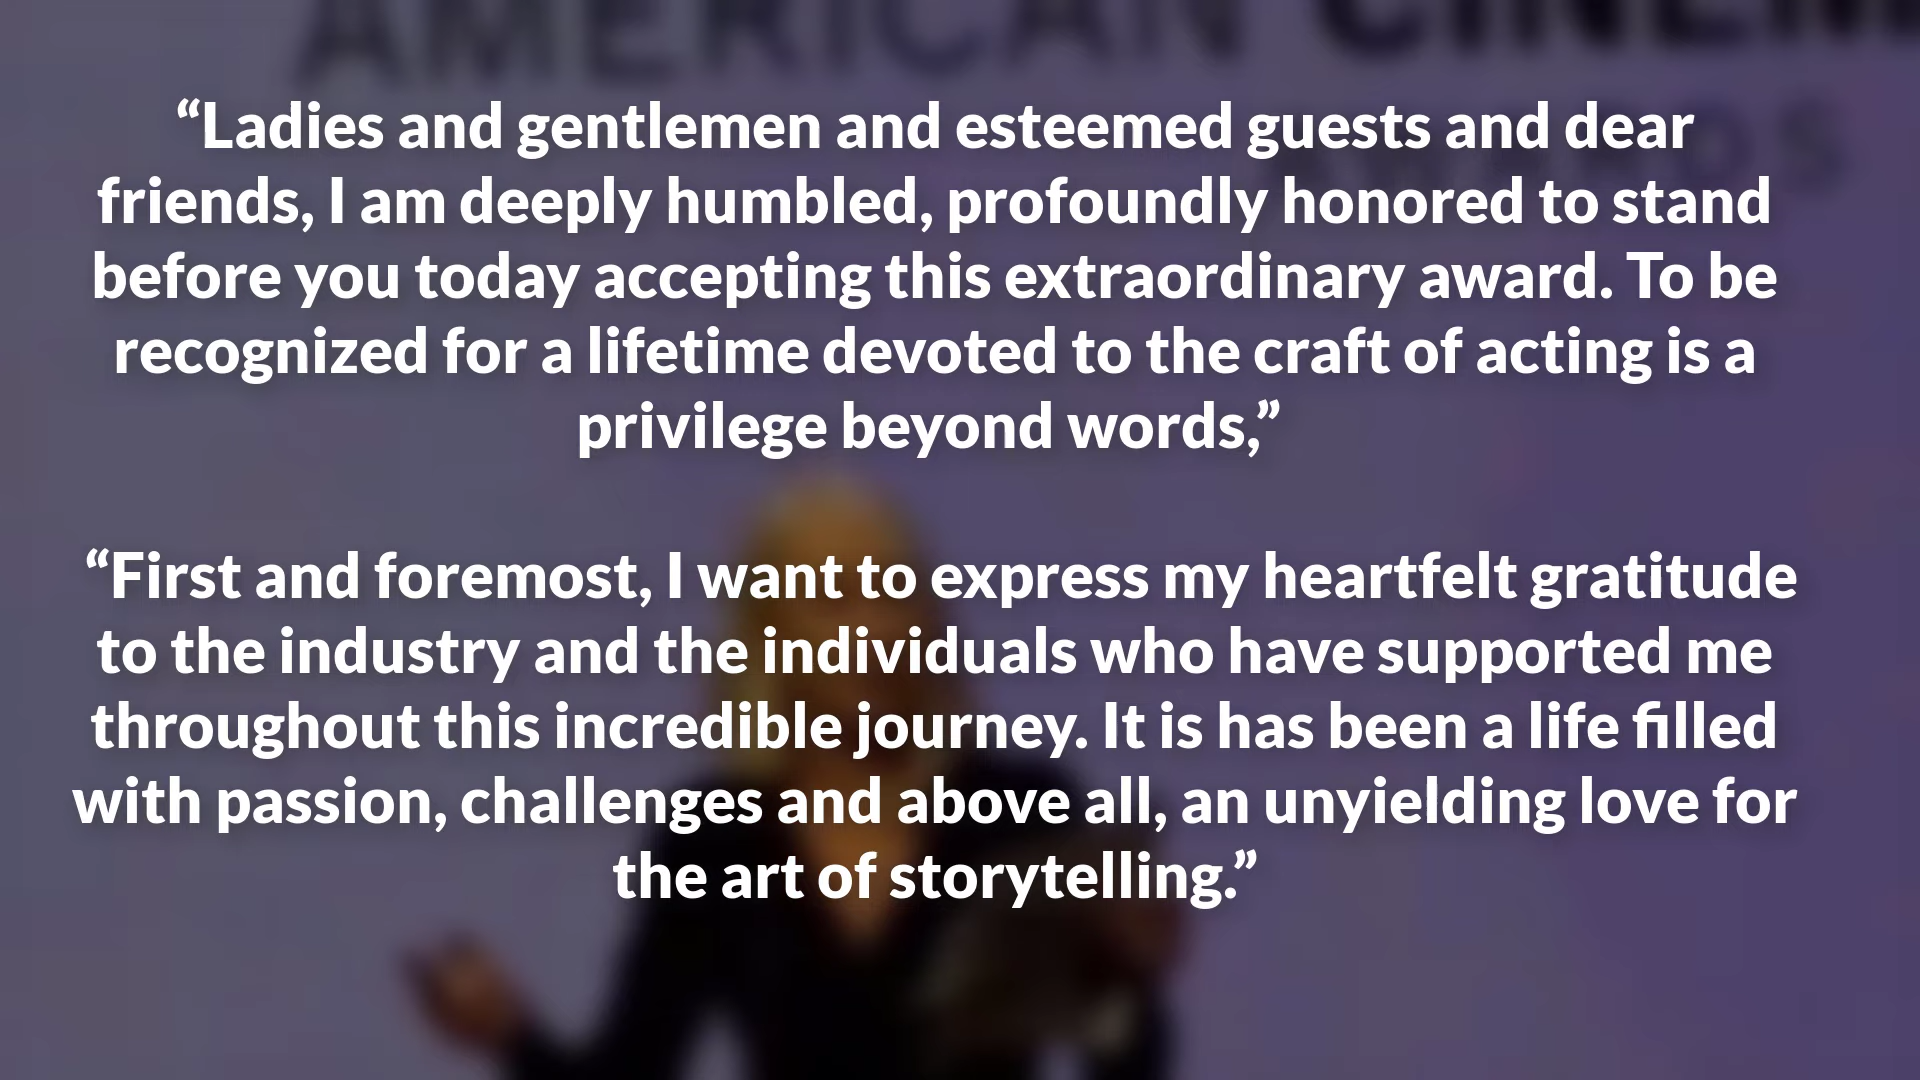 AMERICAN CINEM
AWARDS
“Ladies and gentlemen and esteemed guests and dear
friends, I am deeply humbled, profoundly honored to stand
before you today accepting this extraordinary award. To be
recognized for a lifetime devoted to the craft of acting is a
privilege beyond words,”
“First and foremost, I want to express my heartfelt gratitude
to the industry and the individuals who have supported me
throughout this incredible journey. It is has been a life filled
with passion, challenges and above all, an unyielding love for
the art of storytelling.”